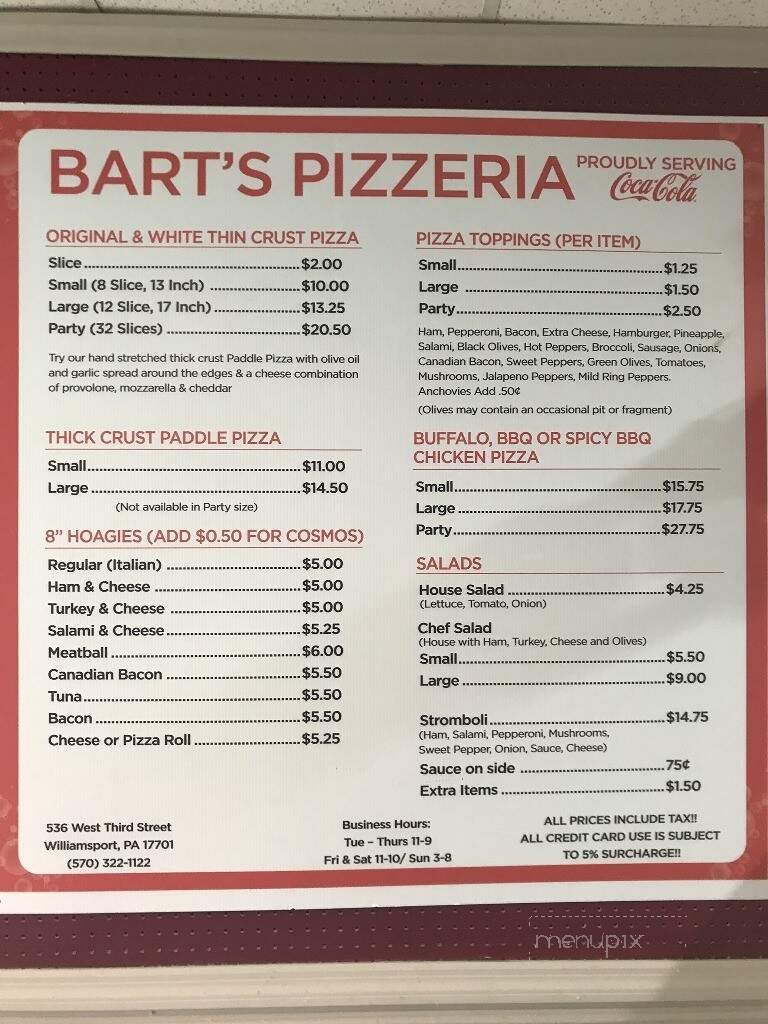 BART'S PIZZERIA
PROUDLY SERVING
Coca-Cola
ORIGINAL & WHITE THIN CRUST PIZZA
Slice ........ $2.00
Small (8 Slice, 13 Inch) ........ $10.00
Large (12 Slice, 17 Inch) ........ $13.25
Party (32 Slices) ........ $20.50
Try our hand stretched thick crust Paddle Pizza with olive oil
and garlic spread around the edges & a cheese combination
of provolone, mozzarella & cheddar
THICK CRUST PADDLE PIZZA
Small ........ $11.00
Large ........ $14.50
(Not available in Party size)
8" HOAGIES (ADD $0.50 FOR COSMOS)
Regular (Italian) ........ $5.00
Ham & Cheese ........ $5.00
Turkey & Cheese ........ $5.00
Salami & Cheese ........ $5.25
Meatball ........ $6.00
Canadian Bacon ........ $5.50
Tuna ........ $5.50
Bacon ........ $5.50
Cheese or Pizza Roll ........ $5.25
PIZZA TOPPINGS (PER ITEM)
Small ........ $1.25
Large ........ $1.50
Party ........ $2.50
Ham, Pepperoni, Bacon, Extra Cheese, Hamburger, Pineapple,
Salami, Black Olives, Hot Peppers, Broccoli, Sausage, Onions,
Canadian Bacon, Sweet Peppers, Green Olives, Tomatoes,
Mushrooms, Jalapeno Peppers, Mild Ring Peppers.
Anchovies Add .50¢
(Olives may contain an occasional pit or fragment)
BUFFALO, BBQ OR SPICY BBQ
CHICKEN PIZZA
Small ........ $15.75
Large ........ $17.75
Party ........ $27.75
SALADS
House Salad ........ $4.25
(Lettuce, Tomato, Onion)
Chef Salad
(House with Ham, Turkey, Cheese and Olives)
Small ........ $5.50
Large ........ $9.00
Stromboli ........ $14.75
(Ham, Salami, Pepperoni, Mushrooms,
Sweet Pepper, Onion, Sauce, Cheese)
Sauce on side ........ 75¢
Extra Items ........ $1.50
536 West Third Street
Williamsport, PA 17701
(570) 322-1122
Business Hours:
Tue – Thurs 11-9
Fri & Sat 11-10/ Sun 3-8
ALL PRICES INCLUDE TAX!!
ALL CREDIT CARD USE IS SUBJECT
TO 5% SURCHARGE!!
menupix